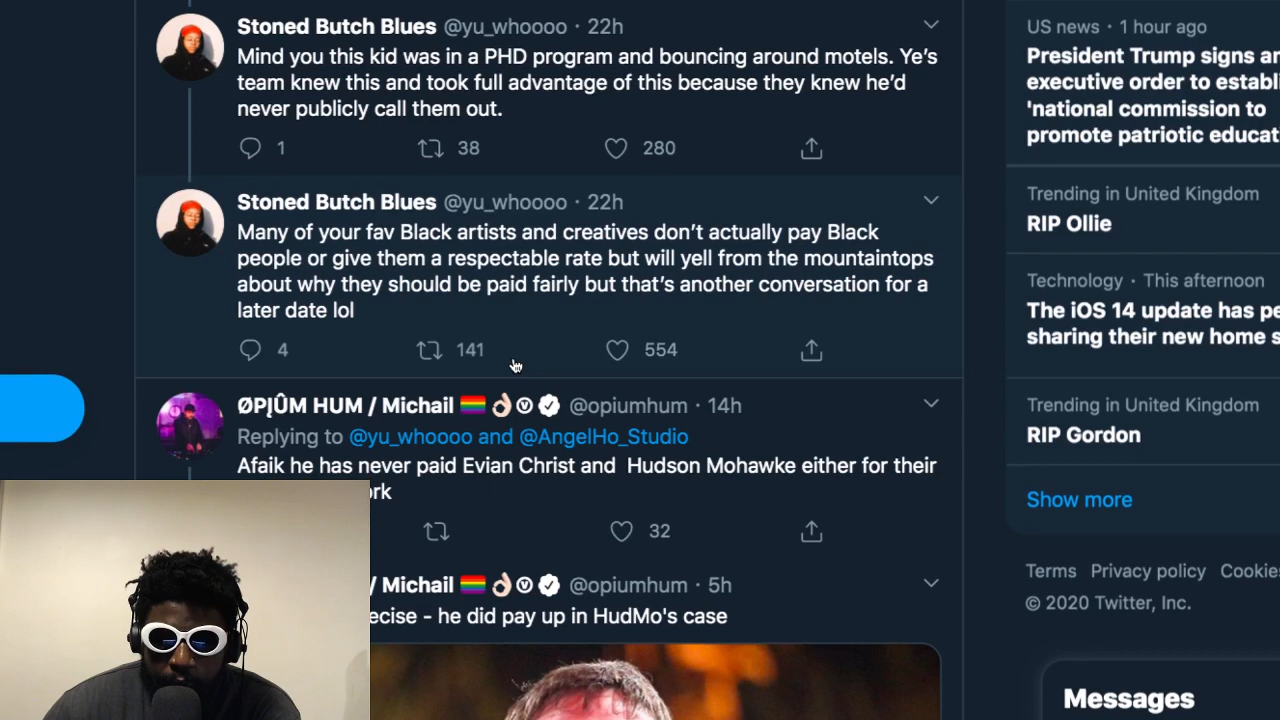 Stoned Butch Blues @yu_whoooo · 22h
Mind you this kid was in a PHD program and bouncing around motels. Ye's
team knew this and took full advantage of this because they knew he'd
never publicly call them out.
1 38 280
Stoned Butch Blues @yu_whoooo · 22h
Many of your fav Black artists and creatives don't actually pay Black
people or give them a respectable rate but will yell from the mountaintops
about why they should be paid fairly but that's another conversation for a
later date lol
4 141 554
ØPĮÛM HUM / Michail 🏳️‍🌈👌🏻Ⓥ @opiumhum · 14h
Replying to @yu_whoooo and @AngelHo_Studio
Afaik he has never paid Evian Christ and Hudson Mohawke either for their
32
/ Michail 🏳️‍🌈👌🏻Ⓥ @opiumhum · 5h
he did pay up in HudMo's case
US news · 1 hour ago
President Trump signs
executive order to
'national commission to
promote patriotic
Trending in United Kingdom
RIP Ollie
Technology · This afternoon
The iOS 14 update has
sharing their new home
Trending in United Kingdom
RIP Gordon
Show more
Terms Privacy policy
© 2020 Twitter, Inc.
Messages